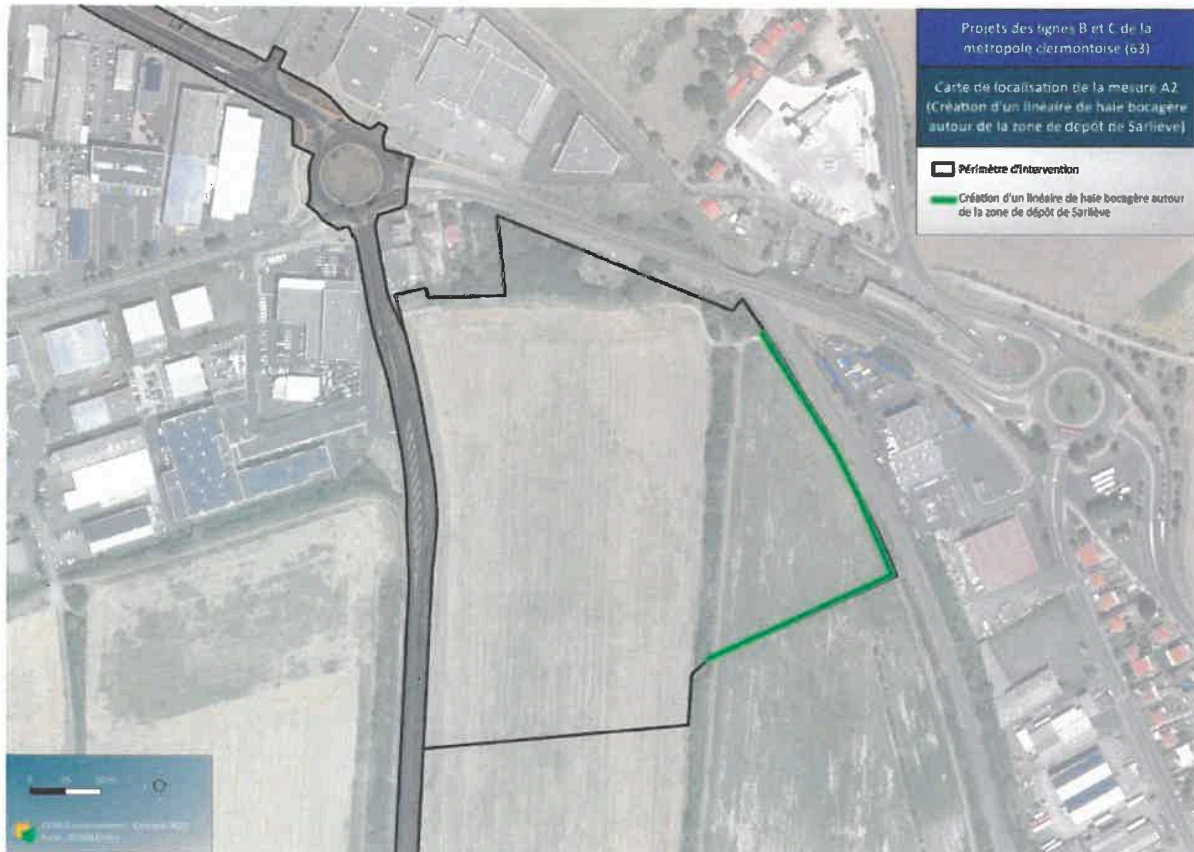 Projets des lignes B et C de la
métropole clermontoise (63)
Carte de localisation de la mesure A2
(Création d'un linéaire de haie bocagère
autour de la zone de dépôt de Sarliève)
Périmètre d'intervention
Création d'un linéaire de haie bocagère autour
de la zone de dépôt de Sarliève
0